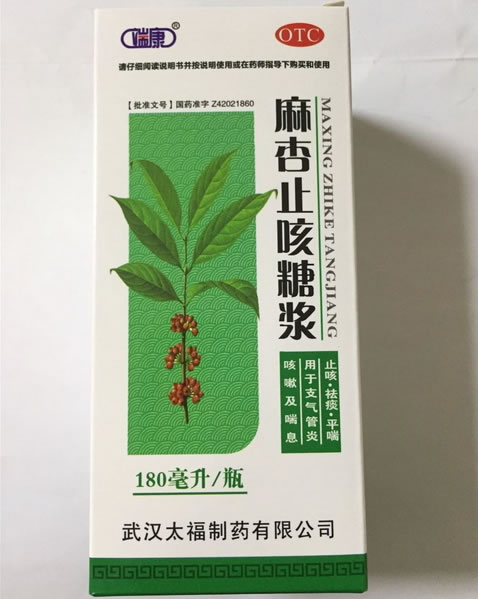 瑞康®
OTC
请仔细阅读说明书并按说明使用或在药师指导下购买和使用
【批准文号】国药准字 Z42021860
麻杏止咳糖浆
MAXING ZHIKE TANGJIANG
止咳·祛痰·平喘
用于支气管炎
咳嗽及喘息
180毫升/瓶
武汉太福制药有限公司